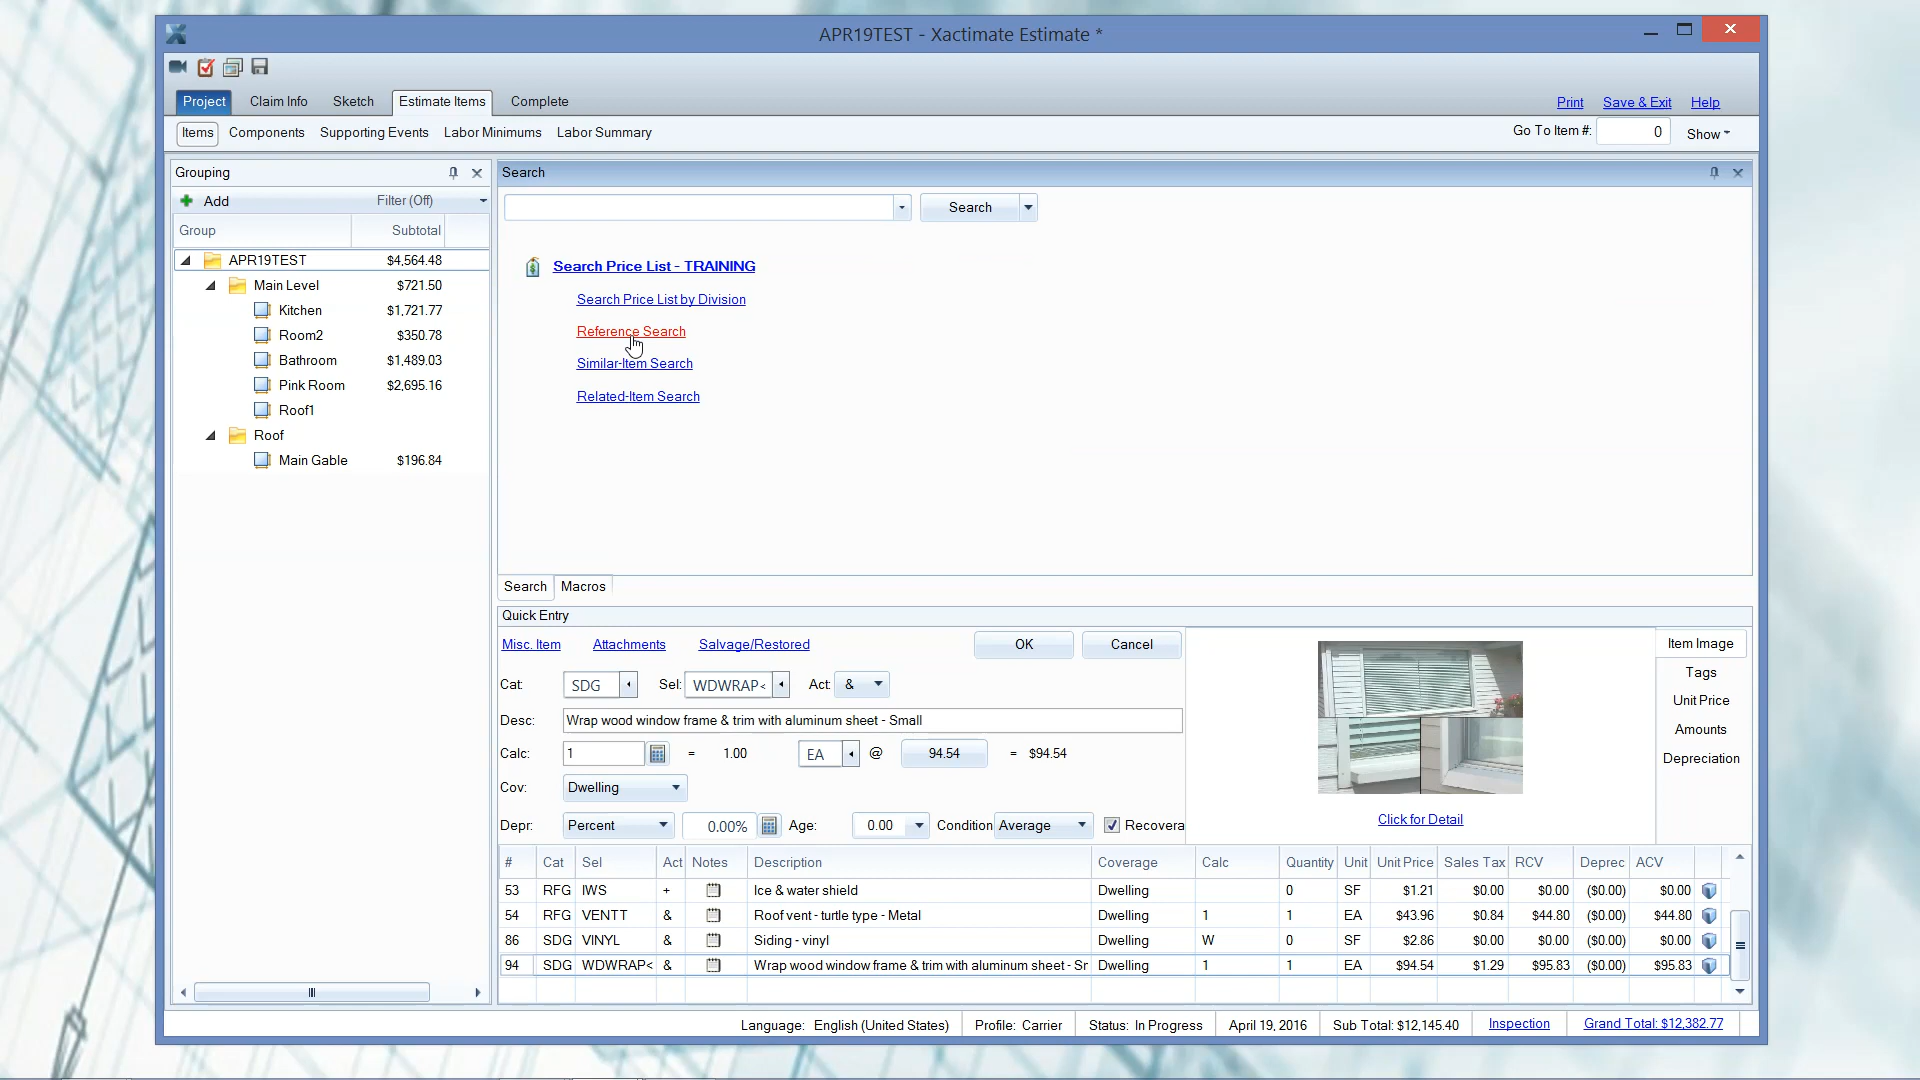 APR19TEST - Xactimate Estimate *
Project Claim Info Sketch Estimate Items Complete Print Save & Exit Help
Items Components Supporting Events Labor Minimums Labor Summary Go To Item #: 0 Show
Grouping
Add Filter (Off)
Group Subtotal
APR19TEST $4,564.48
Main Level $721.50
Kitchen $1,721.77
Room2 $350.78
Bathroom $1,489.03
Pink Room $2,695.16
Roof1
Roof
Main Gable $196.84
Search
Search
Search Price List - TRAINING
Search Price List by Division
Reference Search
Similar-Item Search
Related-Item Search
Search Macros
Quick Entry
Misc. Item Attachments Salvage/Restored OK Cancel
Cat: SDG Sel: WDWRAP< Act: &
Desc: Wrap wood window frame & trim with aluminum sheet - Small
Calc: 1 = 1.00 EA @ 94.54 = $94.54
Cov: Dwelling
Depr: Percent 0.00% Age: 0.00 Condition Average Recovera
Click for Detail
Item Image
Tags
Unit Price
Amounts
Depreciation
# Cat Sel Act Notes Description Coverage Calc Quantity Unit Unit Price Sales Tax RCV Deprec ACV
53 RFG IWS + Ice & water shield Dwelling 0 SF $1.21 $0.00 $0.00 ($0.00) $0.00
54 RFG VENTT & Roof vent - turtle type - Metal Dwelling 1 1 EA $43.96 $0.84 $44.80 ($0.00) $44.80
86 SDG VINYL & Siding - vinyl Dwelling W 0 SF $2.86 $0.00 $0.00 ($0.00) $0.00
94 SDG WDWRAP< & Wrap wood window frame & trim with aluminum sheet - Sr Dwelling 1 1 EA $94.54 $1.29 $95.83 ($0.00) $95.83
Language: English (United States) Profile: Carrier Status: In Progress April 19, 2016 Sub Total: $12,145.40 Inspection Grand Total: $12,382.77